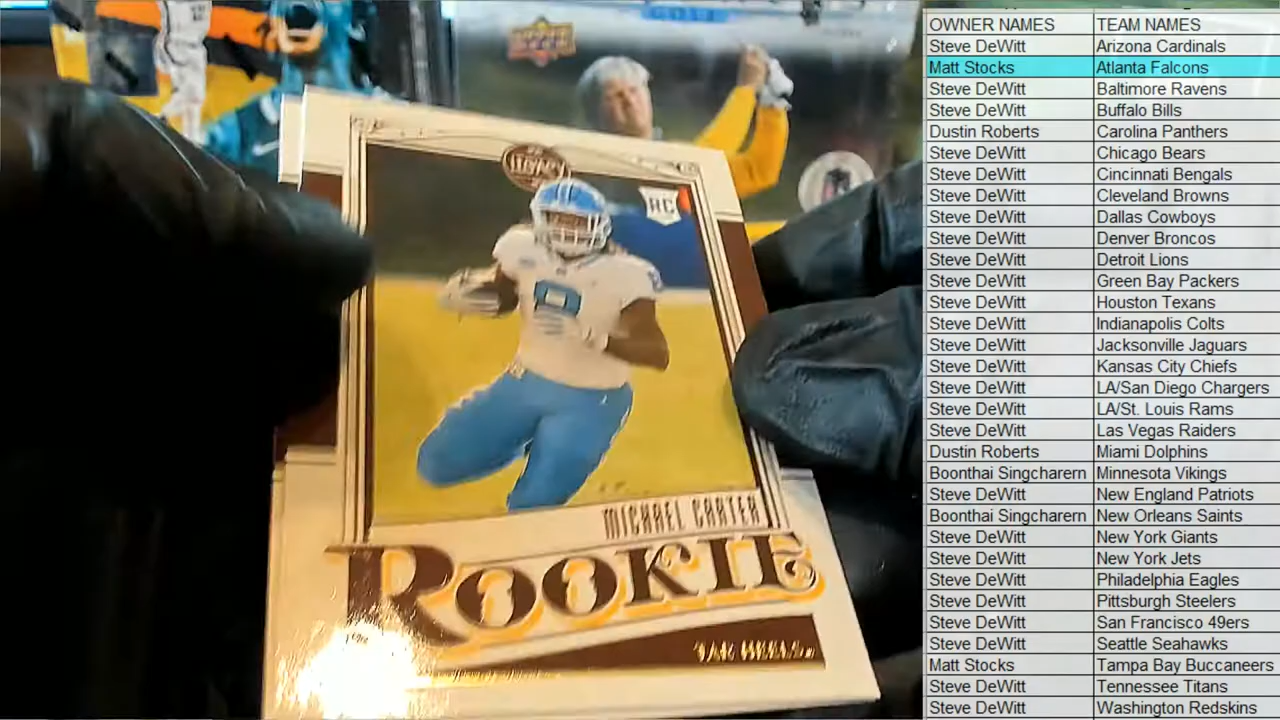 UPPER DECK
LEGACY
RC
8
MICHAEL CARTER
ROOKIE
TAR HEELS
OWNER NAMES TEAM NAMES
Steve DeWitt Arizona Cardinals
Matt Stocks Atlanta Falcons
Steve DeWitt Baltimore Ravens
Steve DeWitt Buffalo Bills
Dustin Roberts Carolina Panthers
Steve DeWitt Chicago Bears
Steve DeWitt Cincinnati Bengals
Steve DeWitt Cleveland Browns
Steve DeWitt Dallas Cowboys
Steve DeWitt Denver Broncos
Steve DeWitt Detroit Lions
Steve DeWitt Green Bay Packers
Steve DeWitt Houston Texans
Steve DeWitt Indianapolis Colts
Steve DeWitt Jacksonville Jaguars
Steve DeWitt Kansas City Chiefs
Steve DeWitt LA/San Diego Chargers
Steve DeWitt LA/St. Louis Rams
Steve DeWitt Las Vegas Raiders
Dustin Roberts Miami Dolphins
Boonthai Singcharern Minnesota Vikings
Steve DeWitt New England Patriots
Boonthai Singcharern New Orleans Saints
Steve DeWitt New York Giants
Steve DeWitt New York Jets
Steve DeWitt Philadelphia Eagles
Steve DeWitt Pittsburgh Steelers
Steve DeWitt San Francisco 49ers
Steve DeWitt Seattle Seahawks
Matt Stocks Tampa Bay Buccaneers
Steve DeWitt Tennessee Titans
Steve DeWitt Washington Redskins